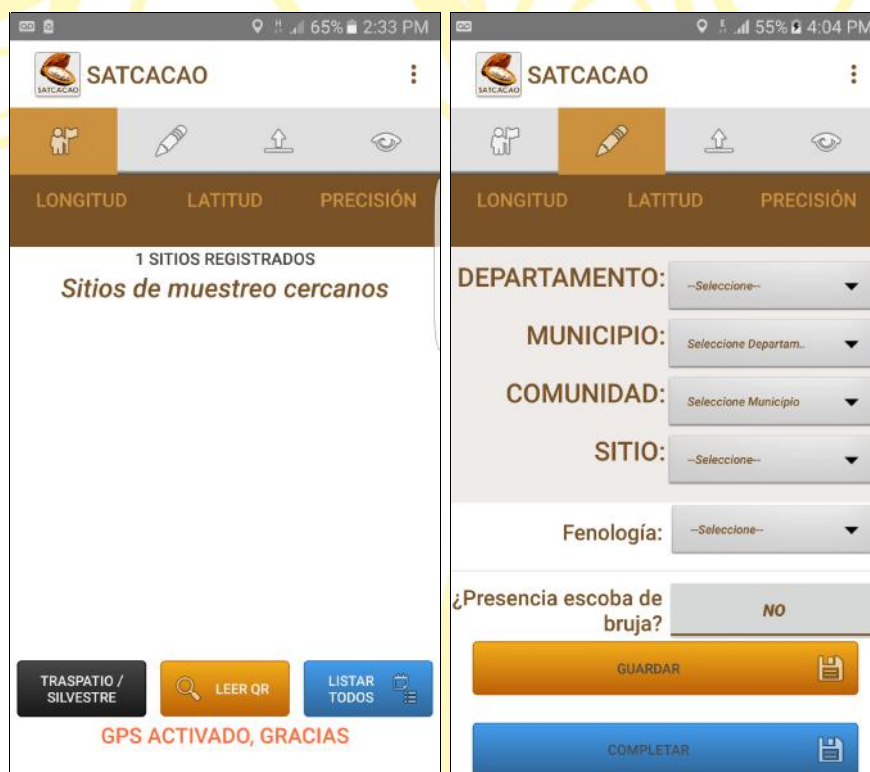 65% 2:33 PM
SATCACAO
SATCACAO
LONGITUD LATITUD PRECISIÓN
1 SITIOS REGISTRADOS
Sitios de muestreo cercanos
TRASPATIO /
SILVESTRE
LEER QR
LISTAR
TODOS
GPS ACTIVADO, GRACIAS
55% 4:04 PM
SATCACAO
SATCACAO
LONGITUD LATITUD PRECISIÓN
DEPARTAMENTO: --Seleccione--
MUNICIPIO: Seleccione Departam..
COMUNIDAD: Seleccione Municipio
SITIO: --Seleccione--
Fenología: --Seleccione--
¿Presencia escoba de
bruja? NO
GUARDAR
COMPLETAR